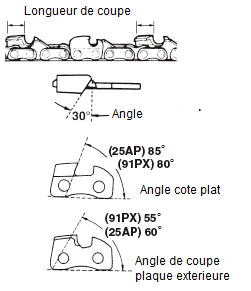 Longueur de coupe
30°
Angle
(25AP) 85°
(91PX) 80°
Angle cote plat
(91PX) 55°
(25AP) 60°
Angle de coupe
plaque exterieure